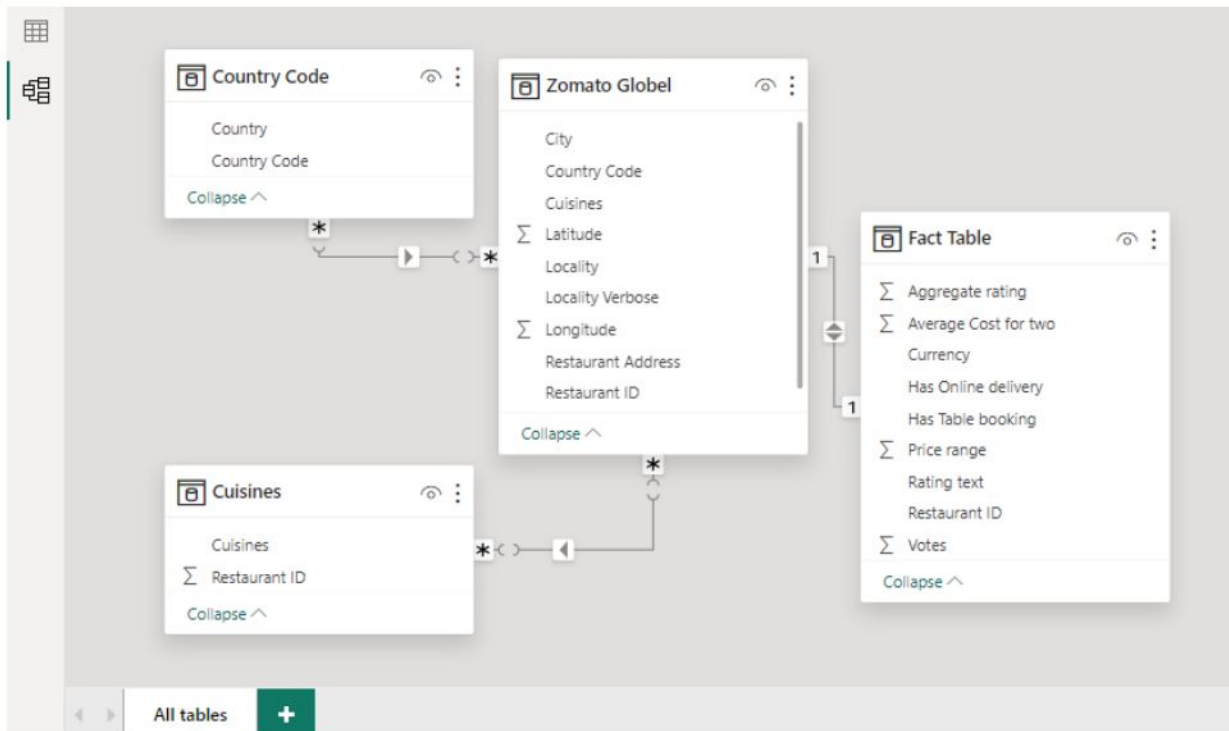 Country Code
Country
Country Code
Collapse
*
*
Zomato Globel
City
Country Code
Cuisines
Σ Latitude
Locality
Locality Verbose
Σ Longitude
Restaurant Address
Restaurant ID
Collapse
*
1
1
Fact Table
Σ Aggregate rating
Σ Average Cost for two
Currency
Has Online delivery
Has Table booking
Σ Price range
Rating text
Restaurant ID
Σ Votes
Collapse
Cuisines
Cuisines
Σ Restaurant ID
Collapse
*
All tables
+